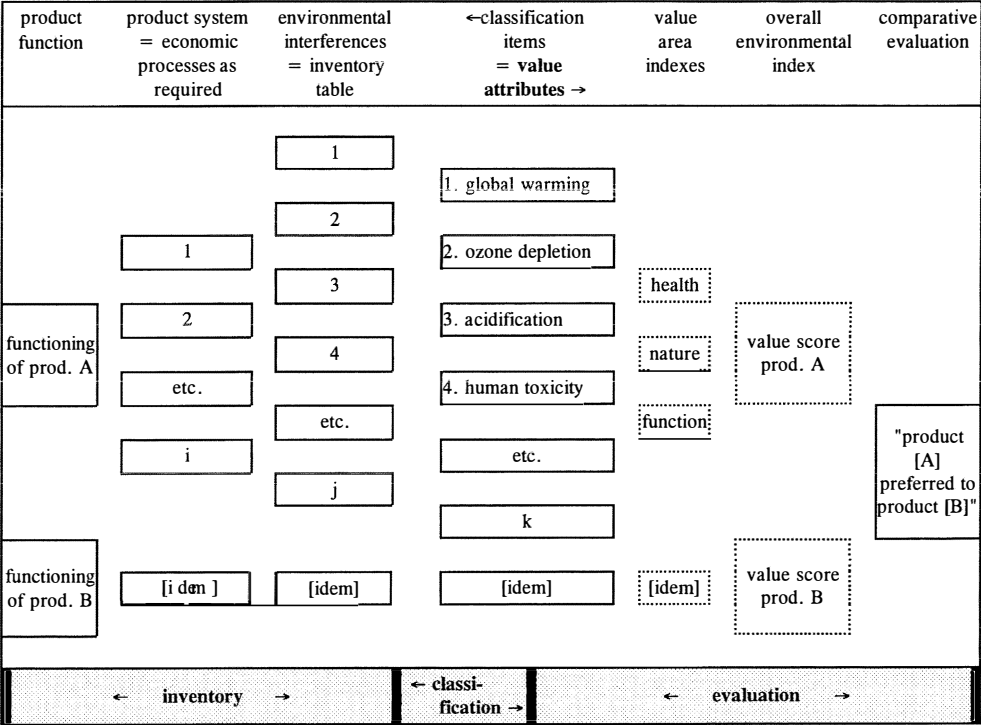 product function
product system = economic processes as required
environmental interferences = inventory table
←classification items = value attributes →
value area indexes
overall environmental index
comparative evaluation
1
1. global warming
2
1
2. ozone depletion
3
health
functioning of prod. A
2
3. acidification
value score prod. A
4
nature
etc.
4. human toxicity
etc.
function
i
etc.
"product [A] preferred to product [B]"
j
k
functioning of prod. B
[i dem ]
[idem]
[idem]
[idem]
value score prod. B
← inventory →
← classi-
fication →
← evaluation →